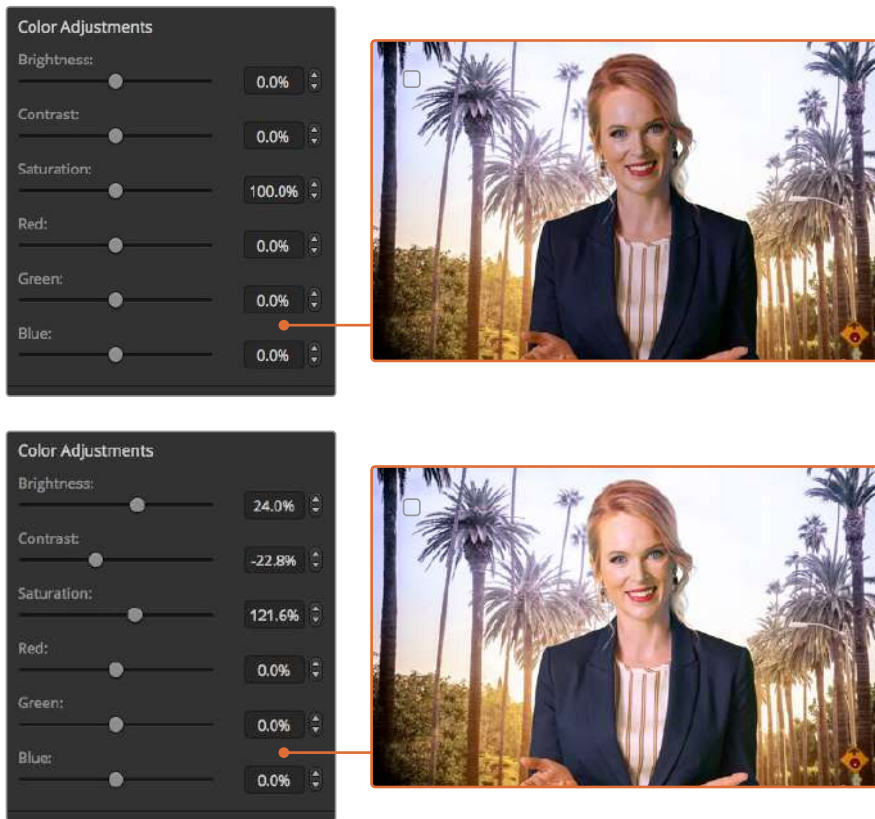 Color Adjustments
Brightness:
0.0%
Contrast:
0.0%
Saturation:
100.0%
Red:
0.0%
Green:
0.0%
Blue:
0.0%
Color Adjustments
Brightness:
24.0%
Contrast:
-22.8%
Saturation:
121.6%
Red:
0.0%
Green:
0.0%
Blue:
0.0%